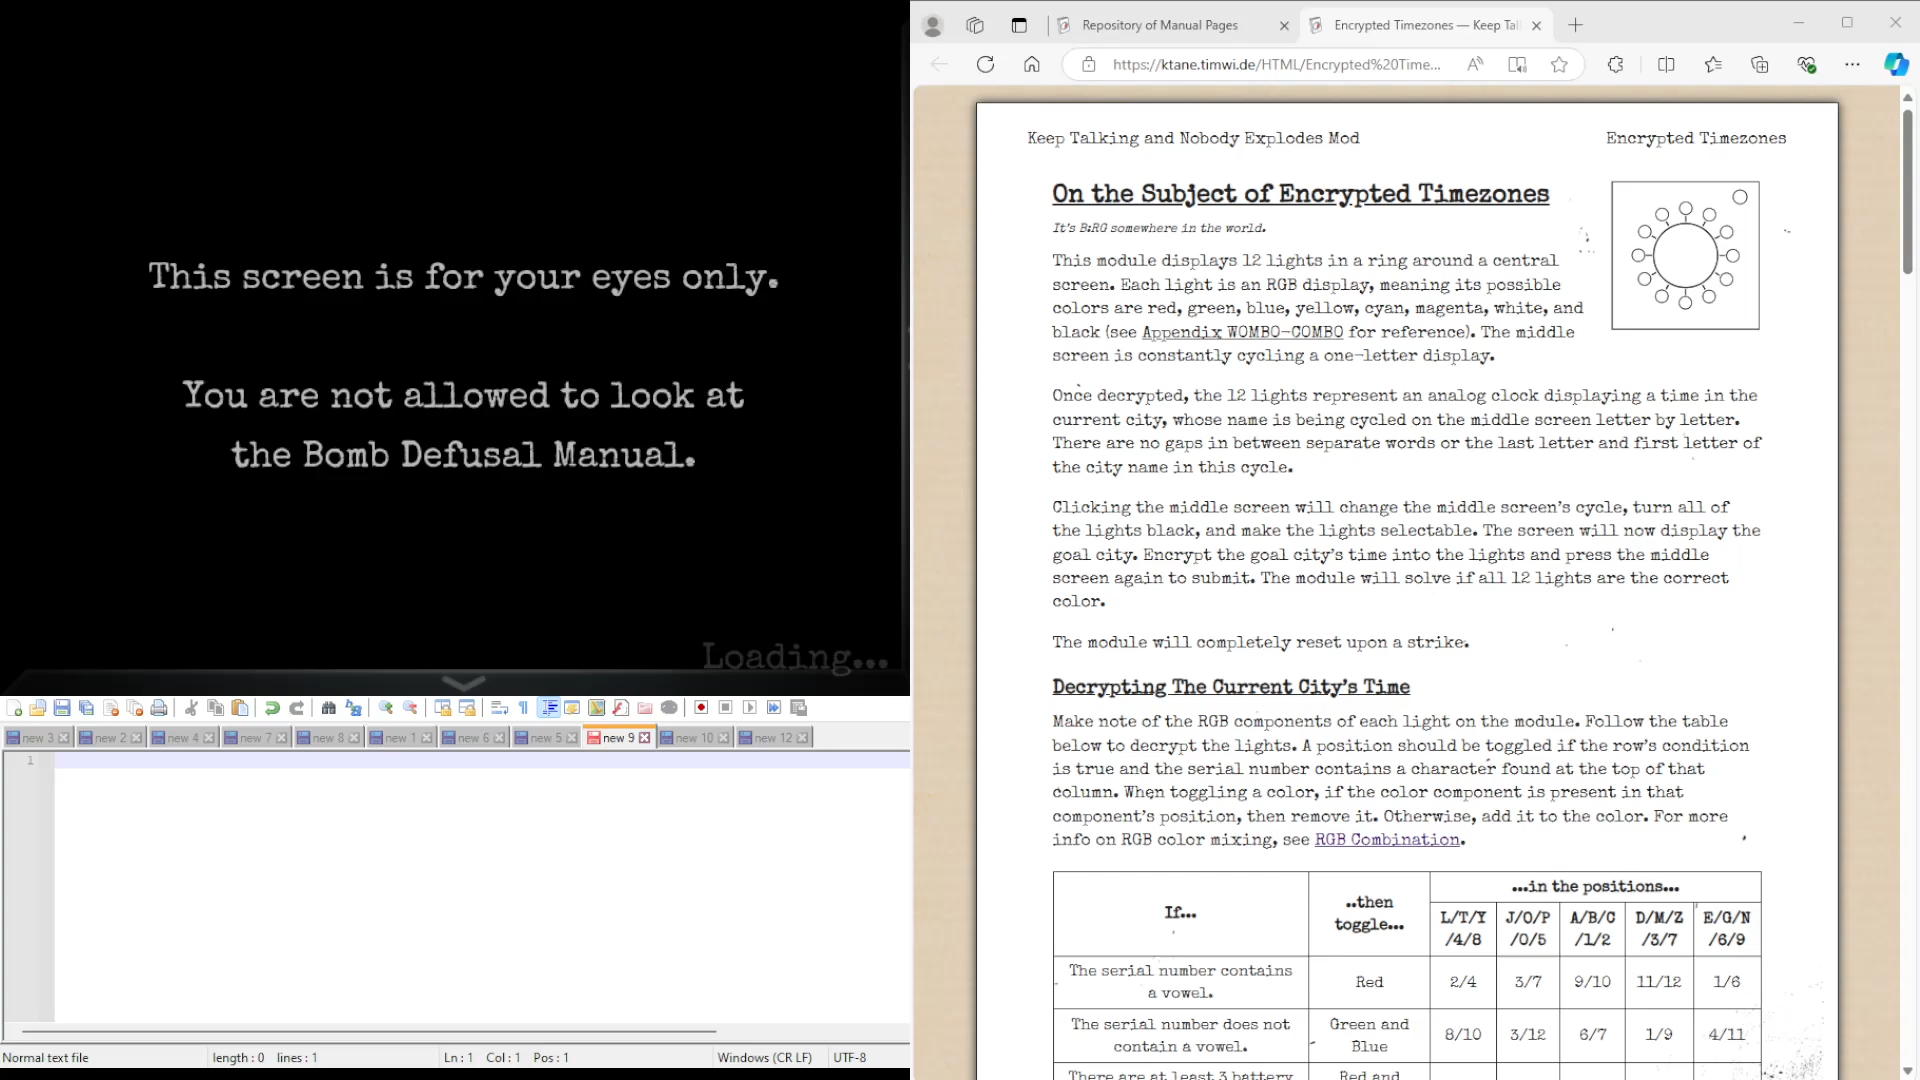 This screen is for your eyes only.
You are not allowed to look at
the Bomb Defusal Manual.
Loading...
new 3
new 2
new 4
new 7
new 8
new 1
new 6
new 5
new 9
new 10
new 12
1
Normal text file
length : 0 lines : 1
Ln : 1 Col : 1 Pos : 1
Windows (CR LF)
UTF-8
Repository of Manual Pages
Encrypted Timezones — Keep Tal
https://ktane.timwi.de/HTML/Encrypted%20Time...
Keep Talking and Nobody Explodes Mod
Encrypted Timezones
On the Subject of Encrypted Timezones
It's B:RG somewhere in the world.
This module displays 12 lights in a ring around a central
screen. Each light is an RGB display, meaning its possible
colors are red, green, blue, yellow, cyan, magenta, white, and
black (see Appendix WOMBO-COMBO for reference). The middle
screen is constantly cycling a one-letter display.
Once decrypted, the 12 lights represent an analog clock displaying a time in the
current city, whose name is being cycled on the middle screen letter by letter.
There are no gaps in between separate words or the last letter and first letter of
the city name in this cycle.
Clicking the middle screen will change the middle screen's cycle, turn all of
the lights black, and make the lights selectable. The screen will now display the
goal city. Encrypt the goal city's time into the lights and press the middle
screen again to submit. The module will solve if all 12 lights are the correct
color.
The module will completely reset upon a strike.
Decrypting The Current City's Time
Make note of the RGB components of each light on the module. Follow the table
below to decrypt the lights. A position should be toggled if the row's condition
is true and the serial number contains a character found at the top of that
column. When toggling a color, if the color component is present in that
component's position, then remove it. Otherwise, add it to the color. For more
info on RGB color mixing, see RGB Combination.
If...
..then
toggle...
...in the positions...
L/T/Y
/4/8
J/O/P
/0/5
A/B/C
/1/2
D/M/Z
/3/7
E/G/N
/6/9
The serial number contains
a vowel.
Red
2/4
3/7
9/10
11/12
1/6
The serial number does not
contain a vowel.
Green and
Blue
8/10
3/12
6/7
1/9
4/11
There are at least 3 battery
Red and